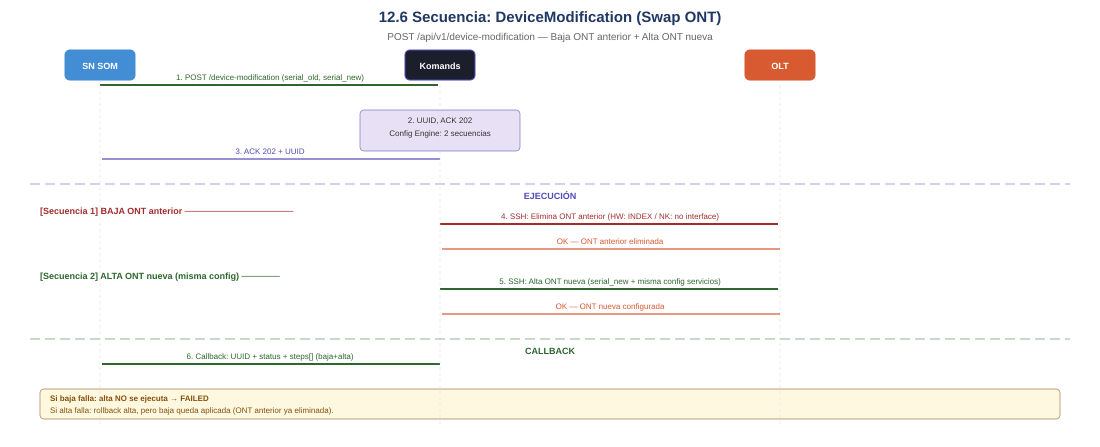 12.6 Secuencia: DeviceModification (Swap ONT)
POST /api/v1/device-modification — Baja ONT anterior + Alta ONT nueva
SN SOM
Komands
OLT
1. POST /device-modification (serial_old, serial_new)
2. UUID, ACK 202
Config Engine: 2 secuencias
3. ACK 202 + UUID
EJECUCIÓN
[Secuencia 1] BAJA ONT anterior ——————————
4. SSH: Elimina ONT anterior (HW: INDEX / NK: no interface)
OK — ONT anterior eliminada
[Secuencia 2] ALTA ONT nueva (misma config) ———
5. SSH: Alta ONT nueva (serial_new + misma config servicios)
OK — ONT nueva configurada
CALLBACK
6. Callback: UUID + status + steps[] (baja+alta)
Si baja falla: alta NO se ejecuta → FAILED
Si alta falla: rollback alta, pero baja queda aplicada (ONT anterior ya eliminada).